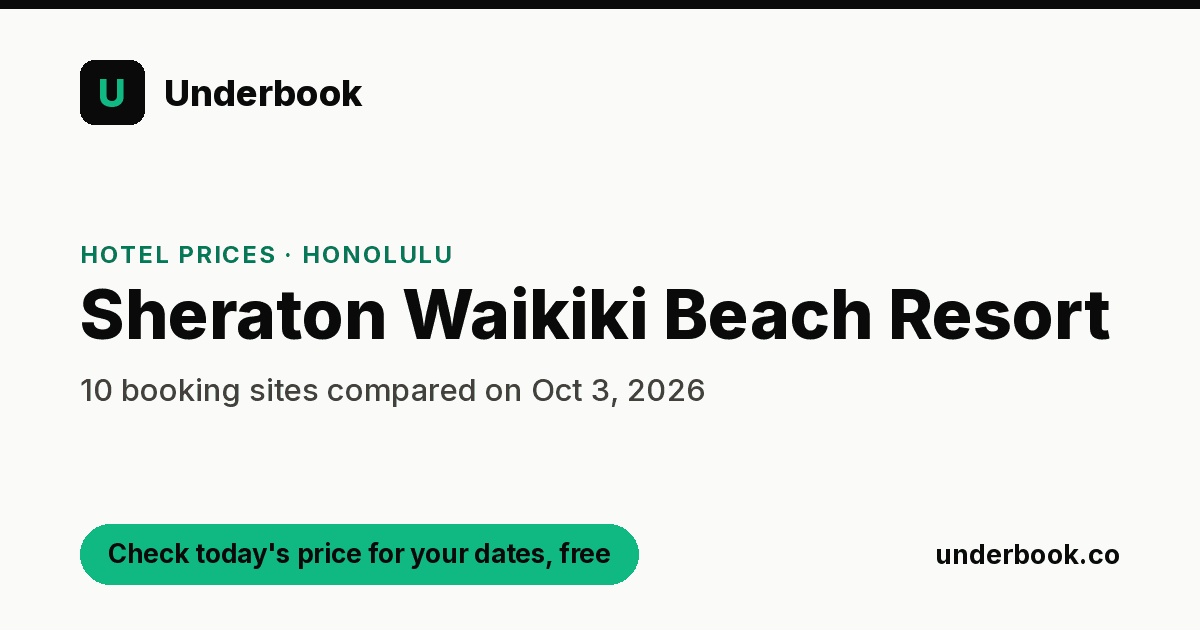 U Underbook
HOTEL PRICES · HONOLULU
Sheraton Waikiki Beach Resort
10 booking sites compared on Oct 3, 2026
Check today's price for your dates, free
underbook.co